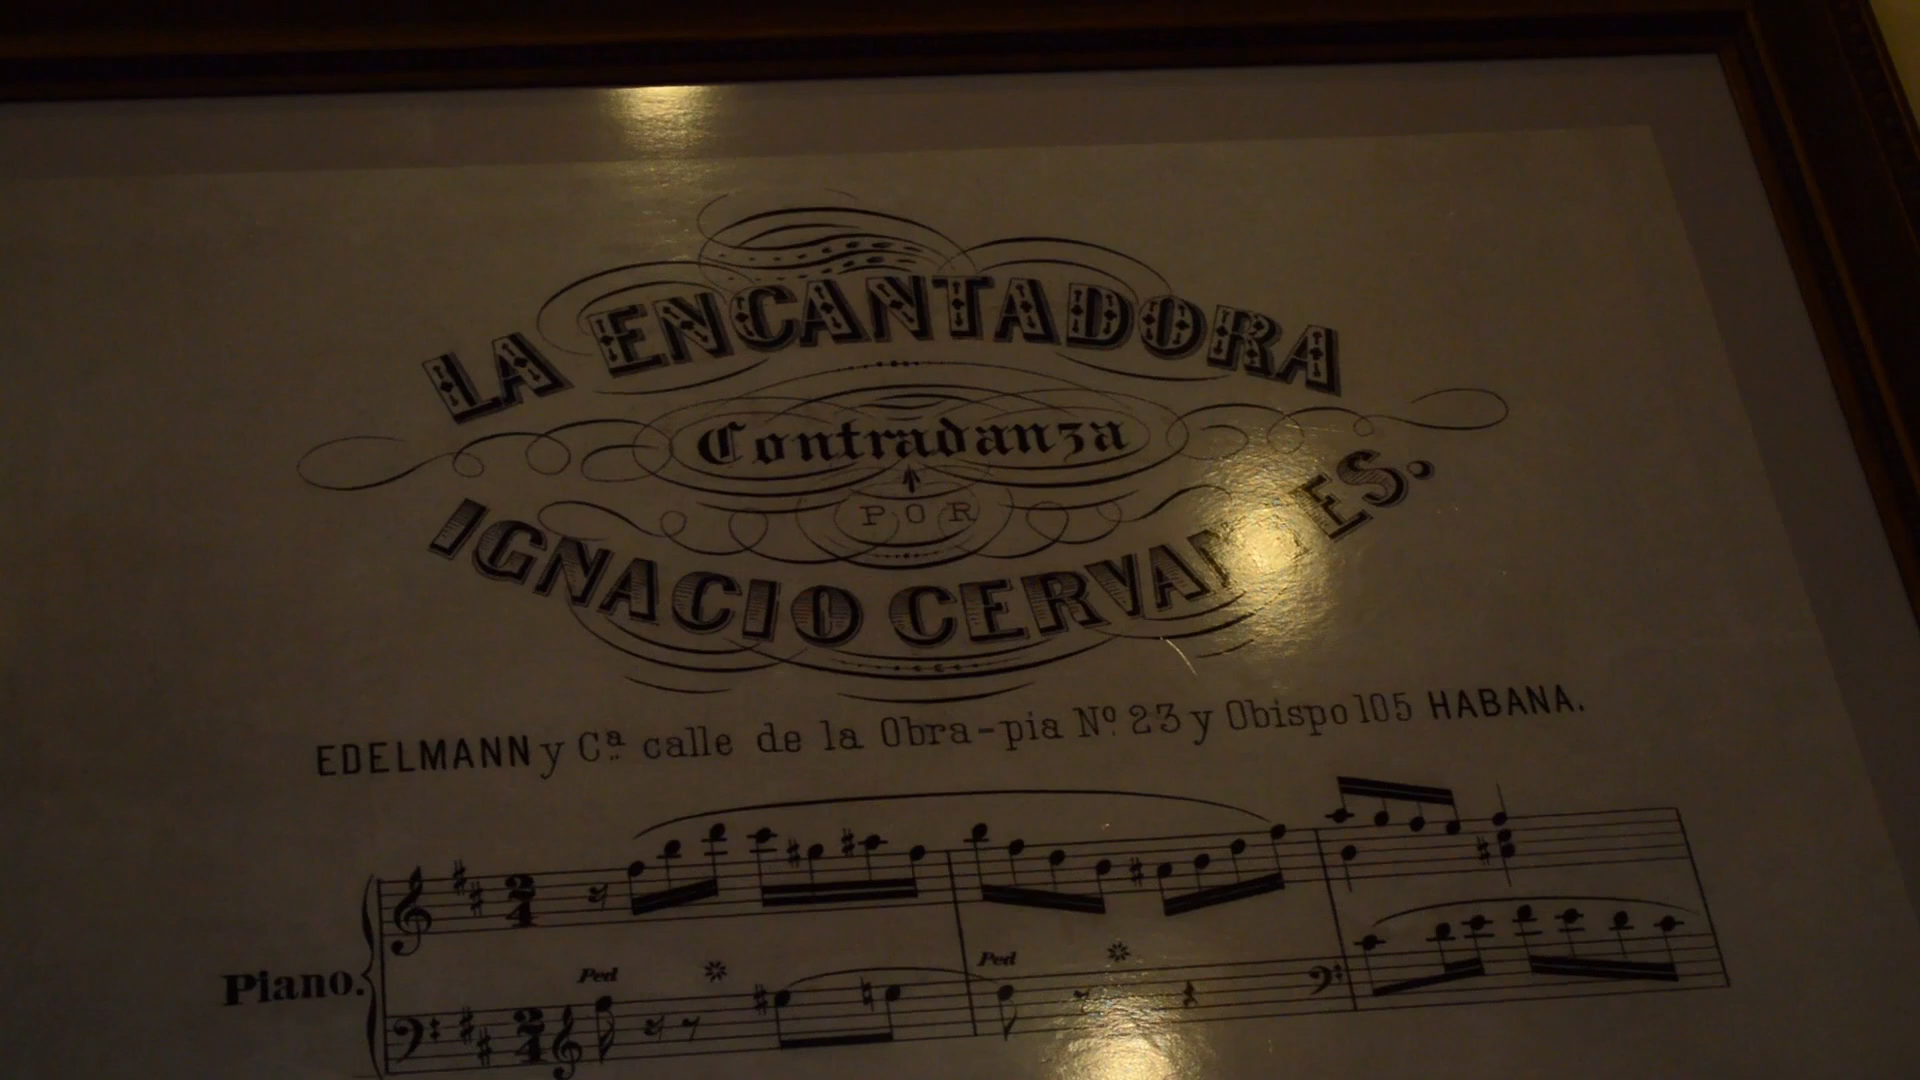 LA ENCANTADORA
Contradanza
POR
IGNACIO CERVANTES.
EDELMANN y Cª calle de la Obra-pia Nº 23 y Obispo 105 HABANA.
Piano.
Ped
Ped